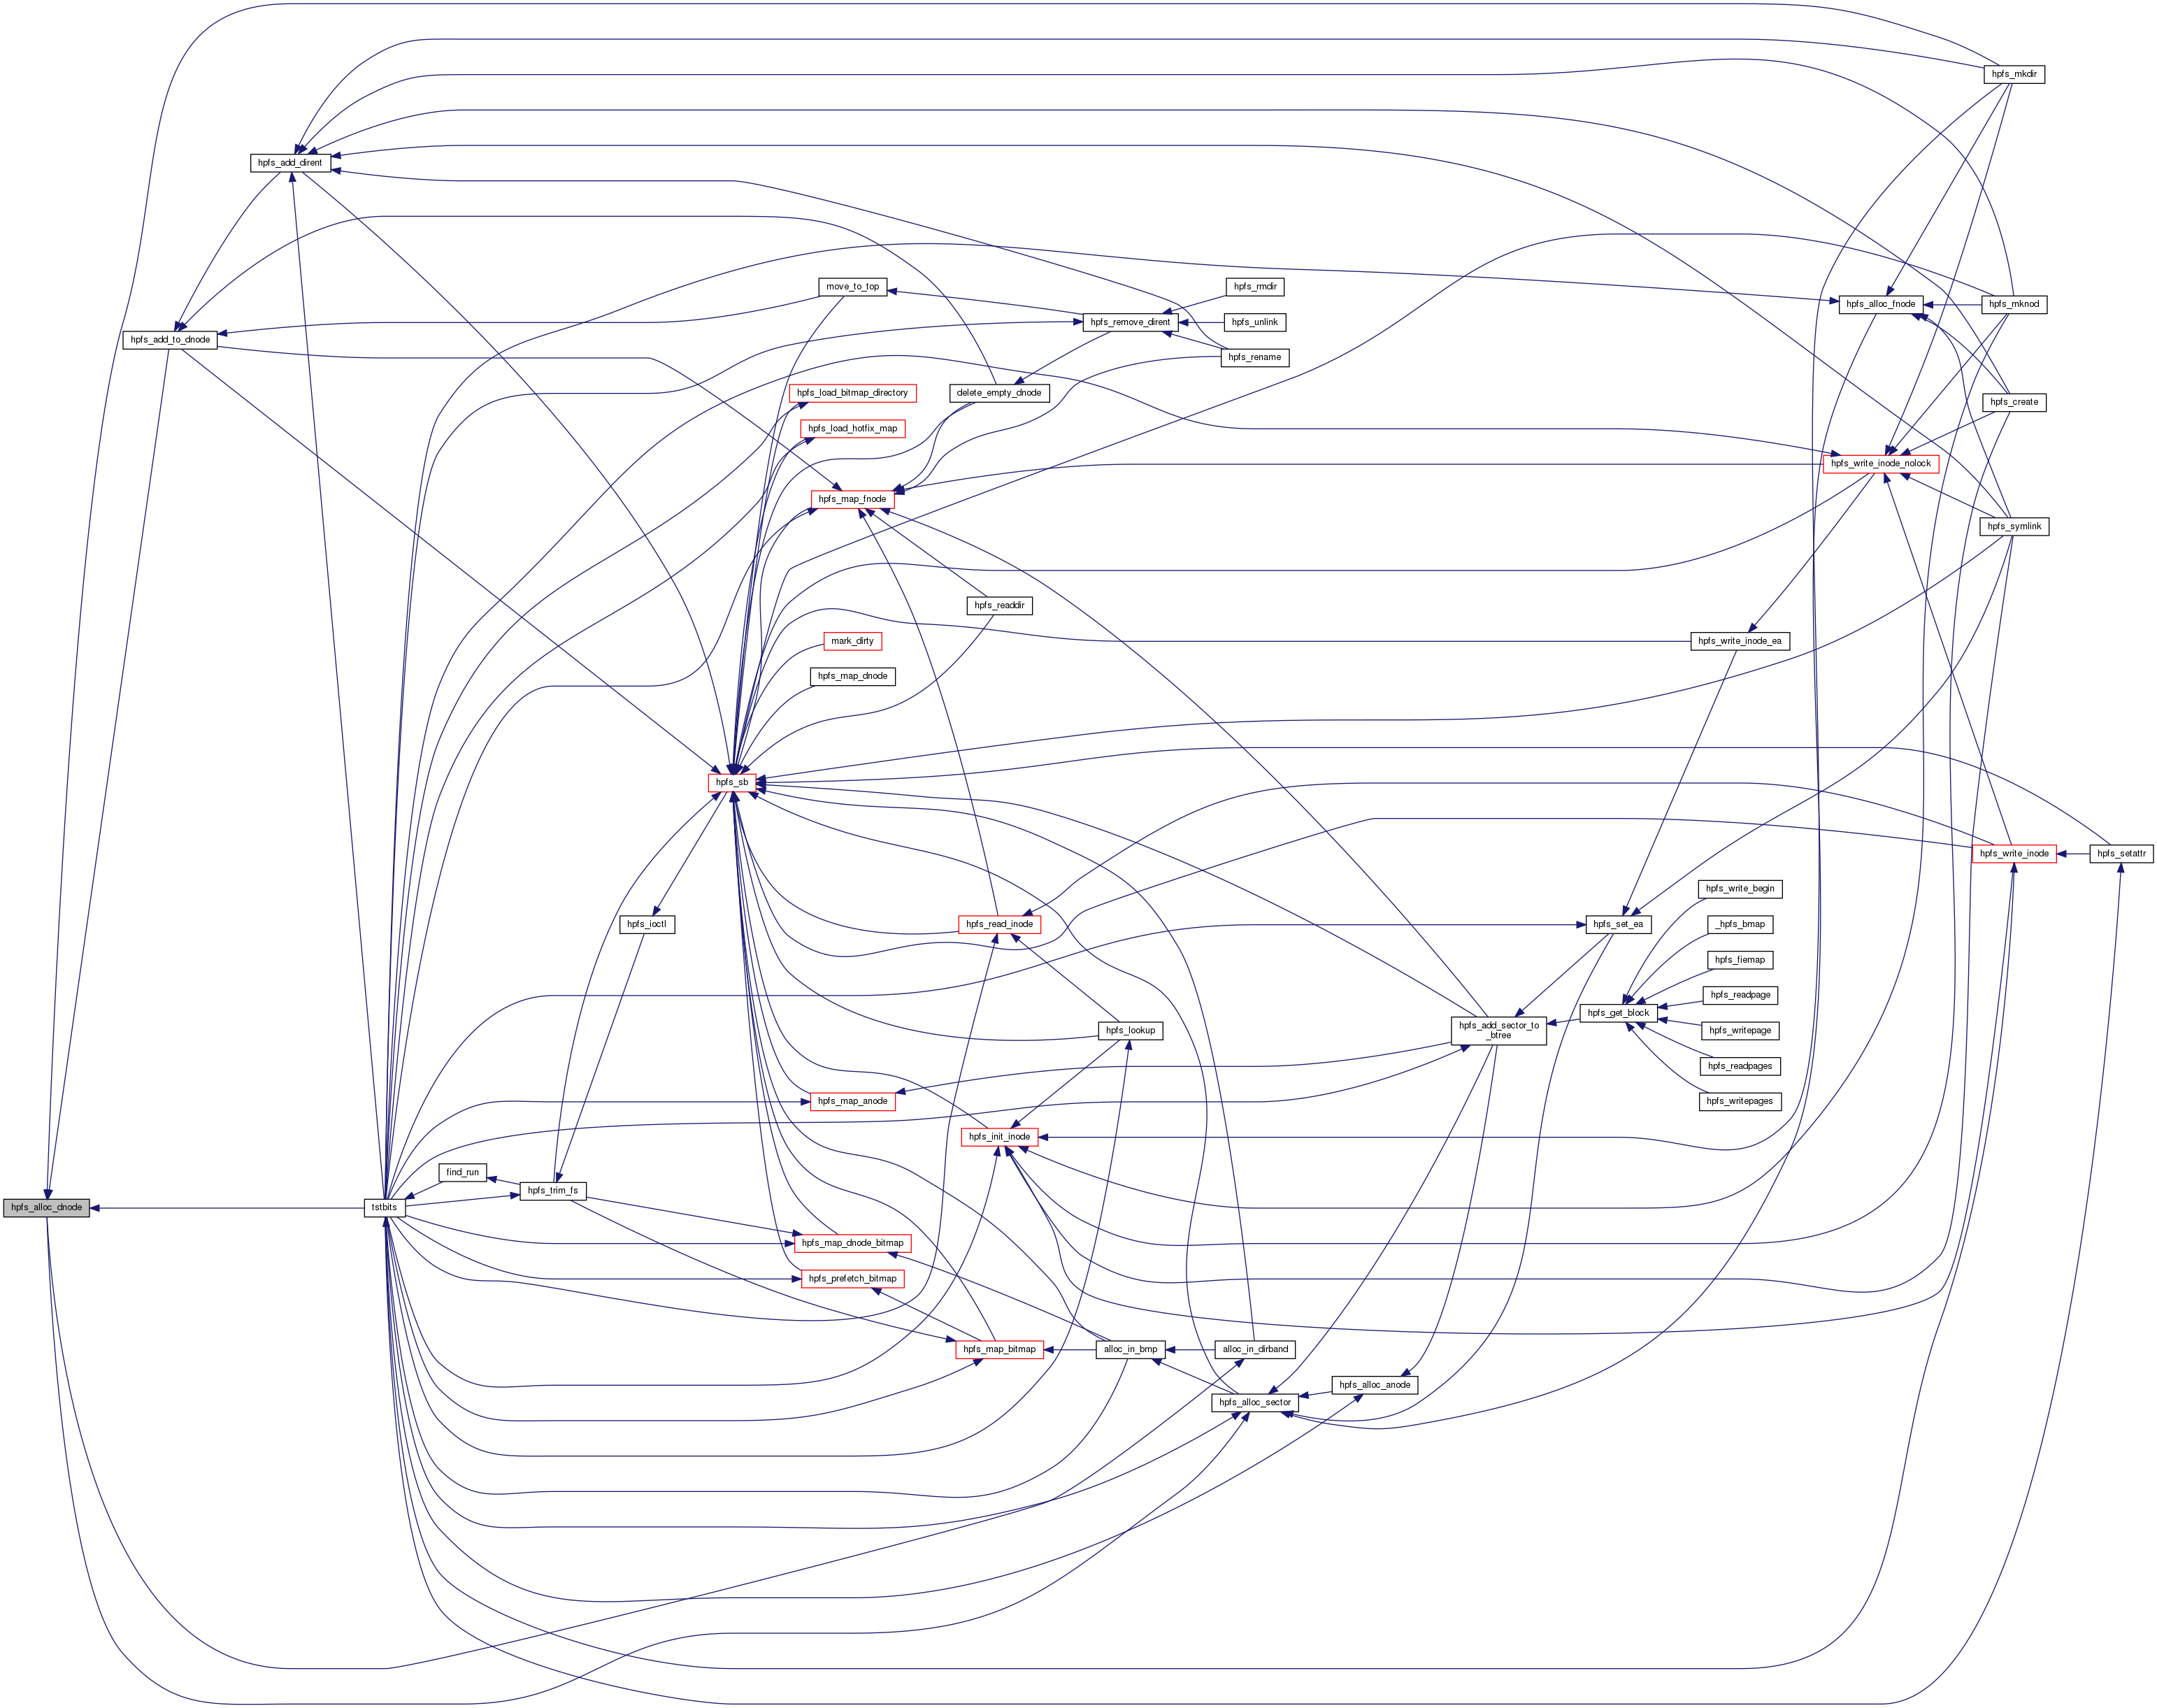 hpfs_mkdir
hpfs_add_dirent
move_to_top
hpfs_rmdir
hpfs_alloc_fnode
hpfs_mknod
hpfs_remove_dirent
hpfs_unlink
hpfs_add_to_dnode
hpfs_rename
hpfs_load_bitmap_directory
delete_empty_dnode
hpfs_create
hpfs_load_hotfix_map
hpfs_write_inode_nolock
hpfs_map_fnode
hpfs_symlink
hpfs_readdir
mark_dirty
hpfs_write_inode_ea
hpfs_map_dnode
hpfs_sb
hpfs_write_inode
hpfs_setattr
hpfs_write_begin
hpfs_ioctl
hpfs_read_inode
hpfs_set_ea
_hpfs_bmap
hpfs_fiemap
hpfs_readpage
hpfs_get_block
hpfs_lookup
hpfs_add_sector_to
_btree
hpfs_writepage
hpfs_readpages
hpfs_map_anode
hpfs_writepages
hpfs_init_inode
find_run
hpfs_trim_fs
hpfs_alloc_dnode
tstbits
hpfs_map_dnode_bitmap
hpfs_prefetch_bitmap
hpfs_map_bitmap
alloc_in_bmp
alloc_in_dirband
hpfs_alloc_anode
hpfs_alloc_sector